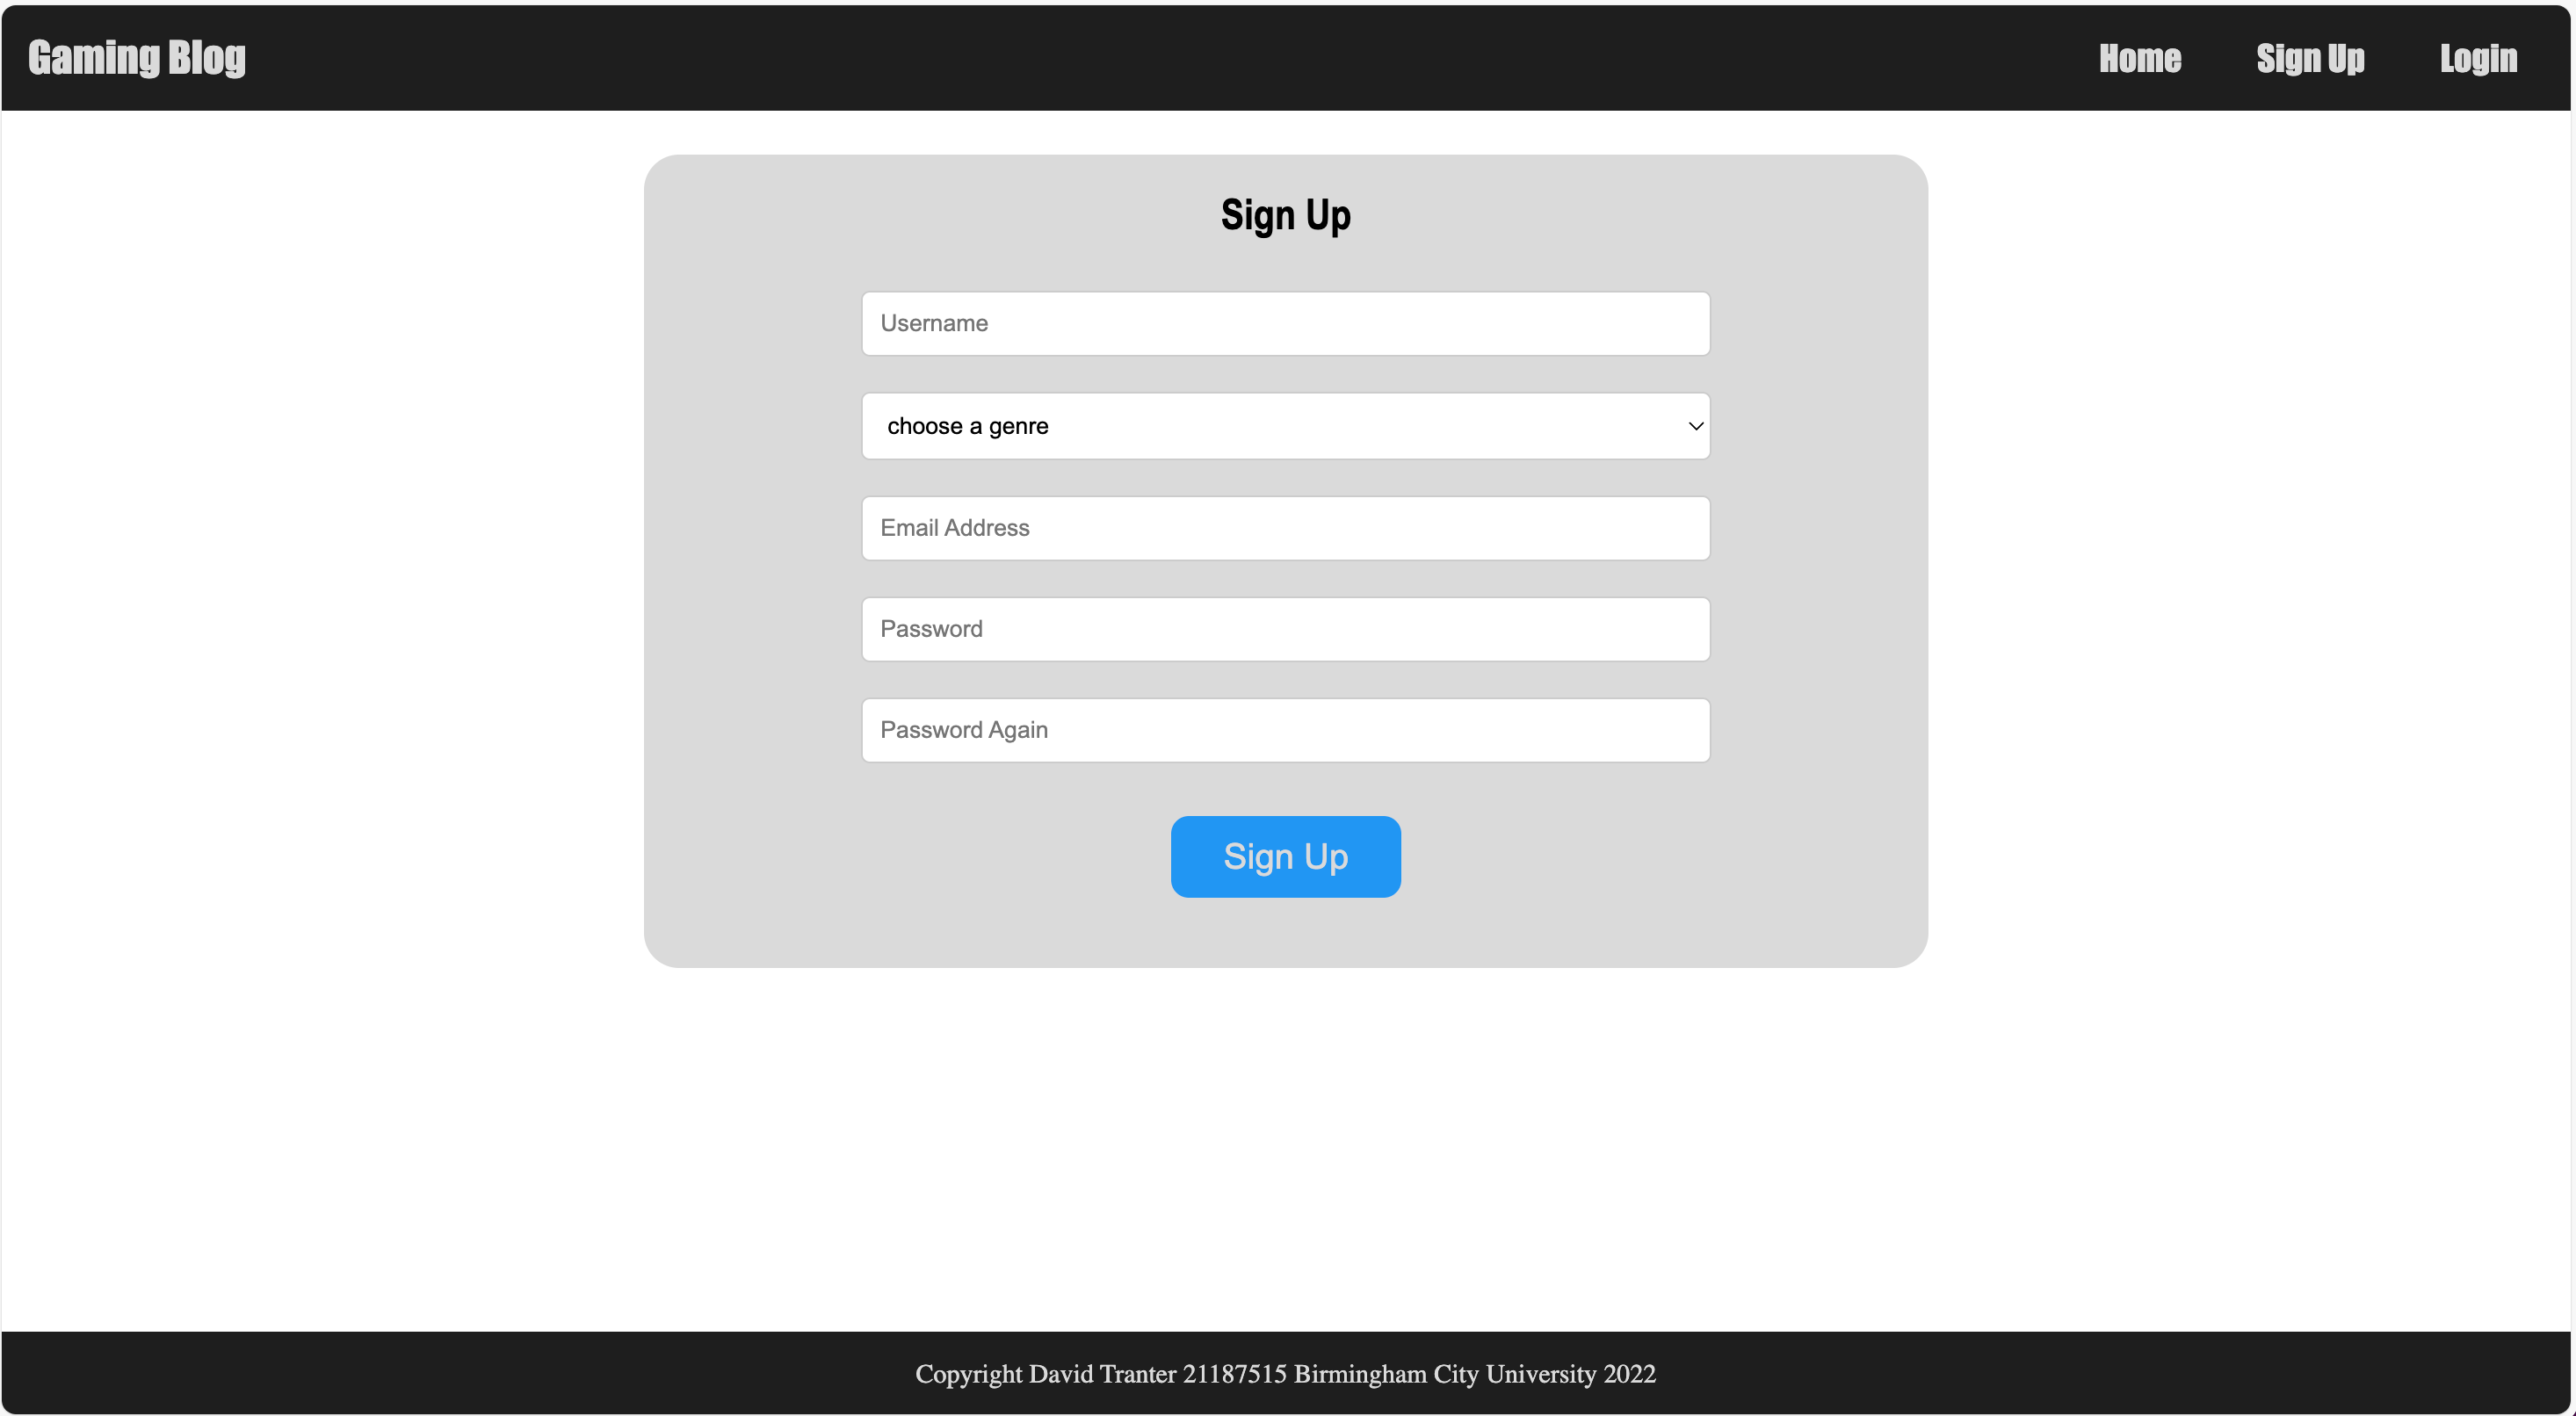 Gaming Blog
Home Sign Up Login
Sign Up
Username
choose a genre
Email Address
Password
Password Again
Sign Up
Copyright David Tranter 21187515 Birmingham City University 2022